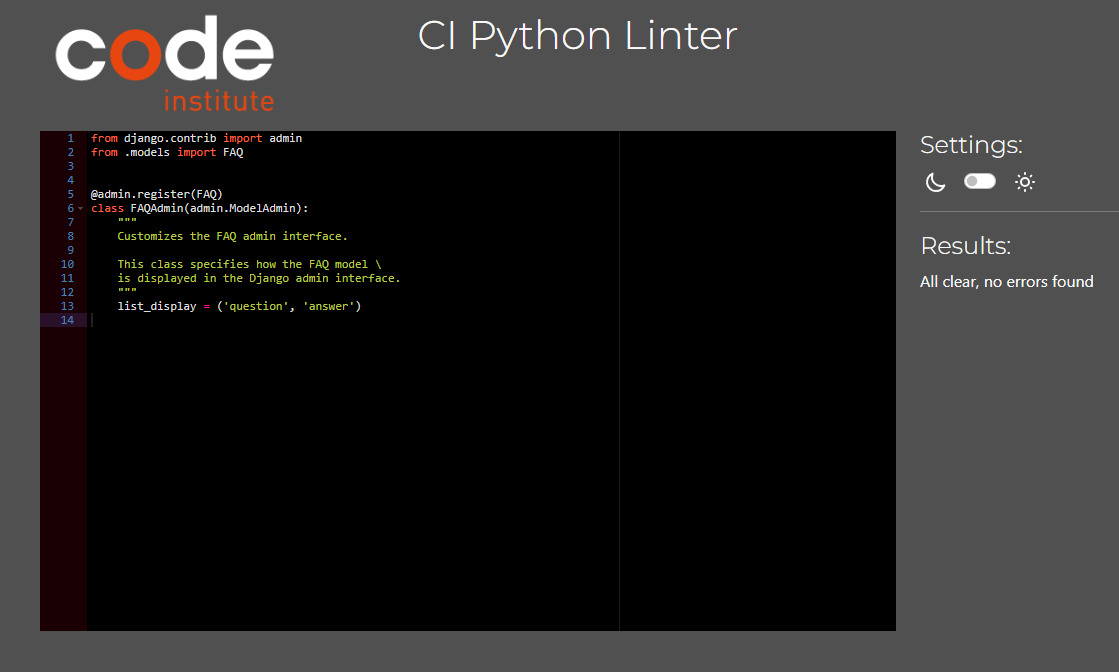 code
institute
CI Python Linter
1 from django.contrib import admin
2 from .models import FAQ
3
4
5 @admin.register(FAQ)
6 class FAQAdmin(admin.ModelAdmin):
7     """
8     Customizes the FAQ admin interface.
9
10     This class specifies how the FAQ model \
11     is displayed in the Django admin interface.
12     """
13     list_display = ('question', 'answer')
14
Settings:
Results:
All clear, no errors found